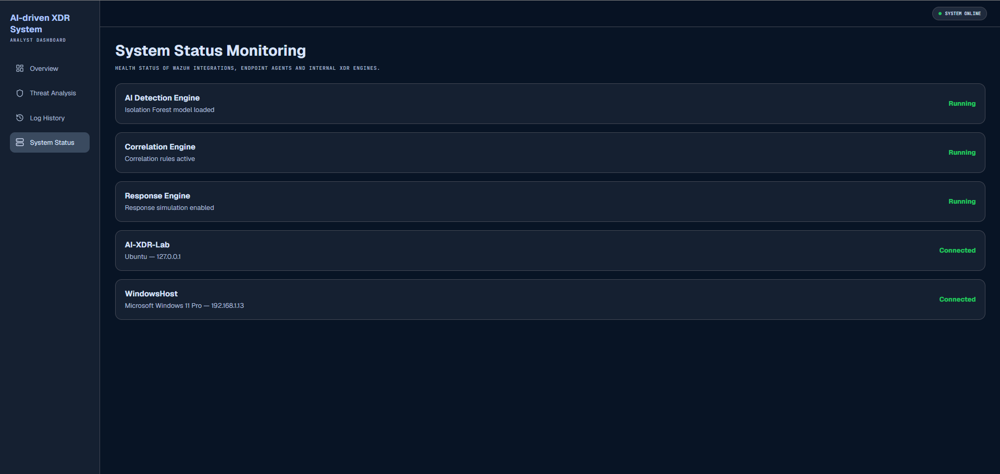 AI-driven XDR
System
ANALYST DASHBOARD
Overview
Threat Analysis
Log History
System Status
SYSTEM ONLINE
System Status Monitoring
HEALTH STATUS OF WAZUH INTEGRATIONS, ENDPOINT AGENTS AND INTERNAL XDR ENGINES.
AI Detection Engine
Isolation Forest model loaded
Running
Correlation Engine
Correlation rules active
Running
Response Engine
Response simulation enabled
Running
AI-XDR-Lab
Ubuntu — 127.0.0.1
Connected
WindowsHost
Microsoft Windows 11 Pro — 192.168.1.13
Connected